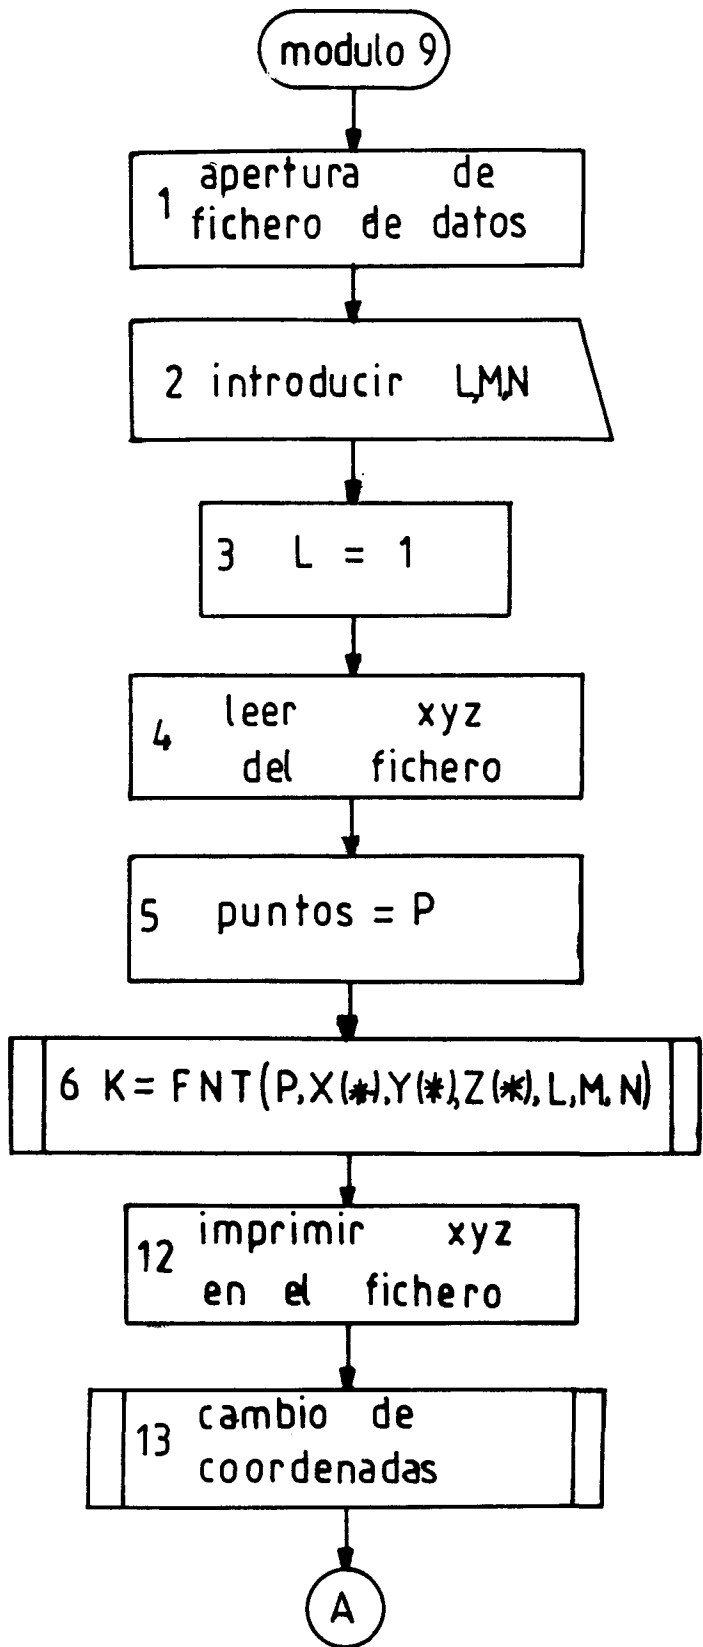 modulo 9
1 apertura de
fichero de datos
2 introducir L,M,N
3 L = 1
4 leer xyz
del fichero
5 puntos = P
6 K = FNT(P,X(*),Y(*),Z(*),L,M,N)
12 imprimir xyz
en el fichero
13 cambio de
coordenadas
A